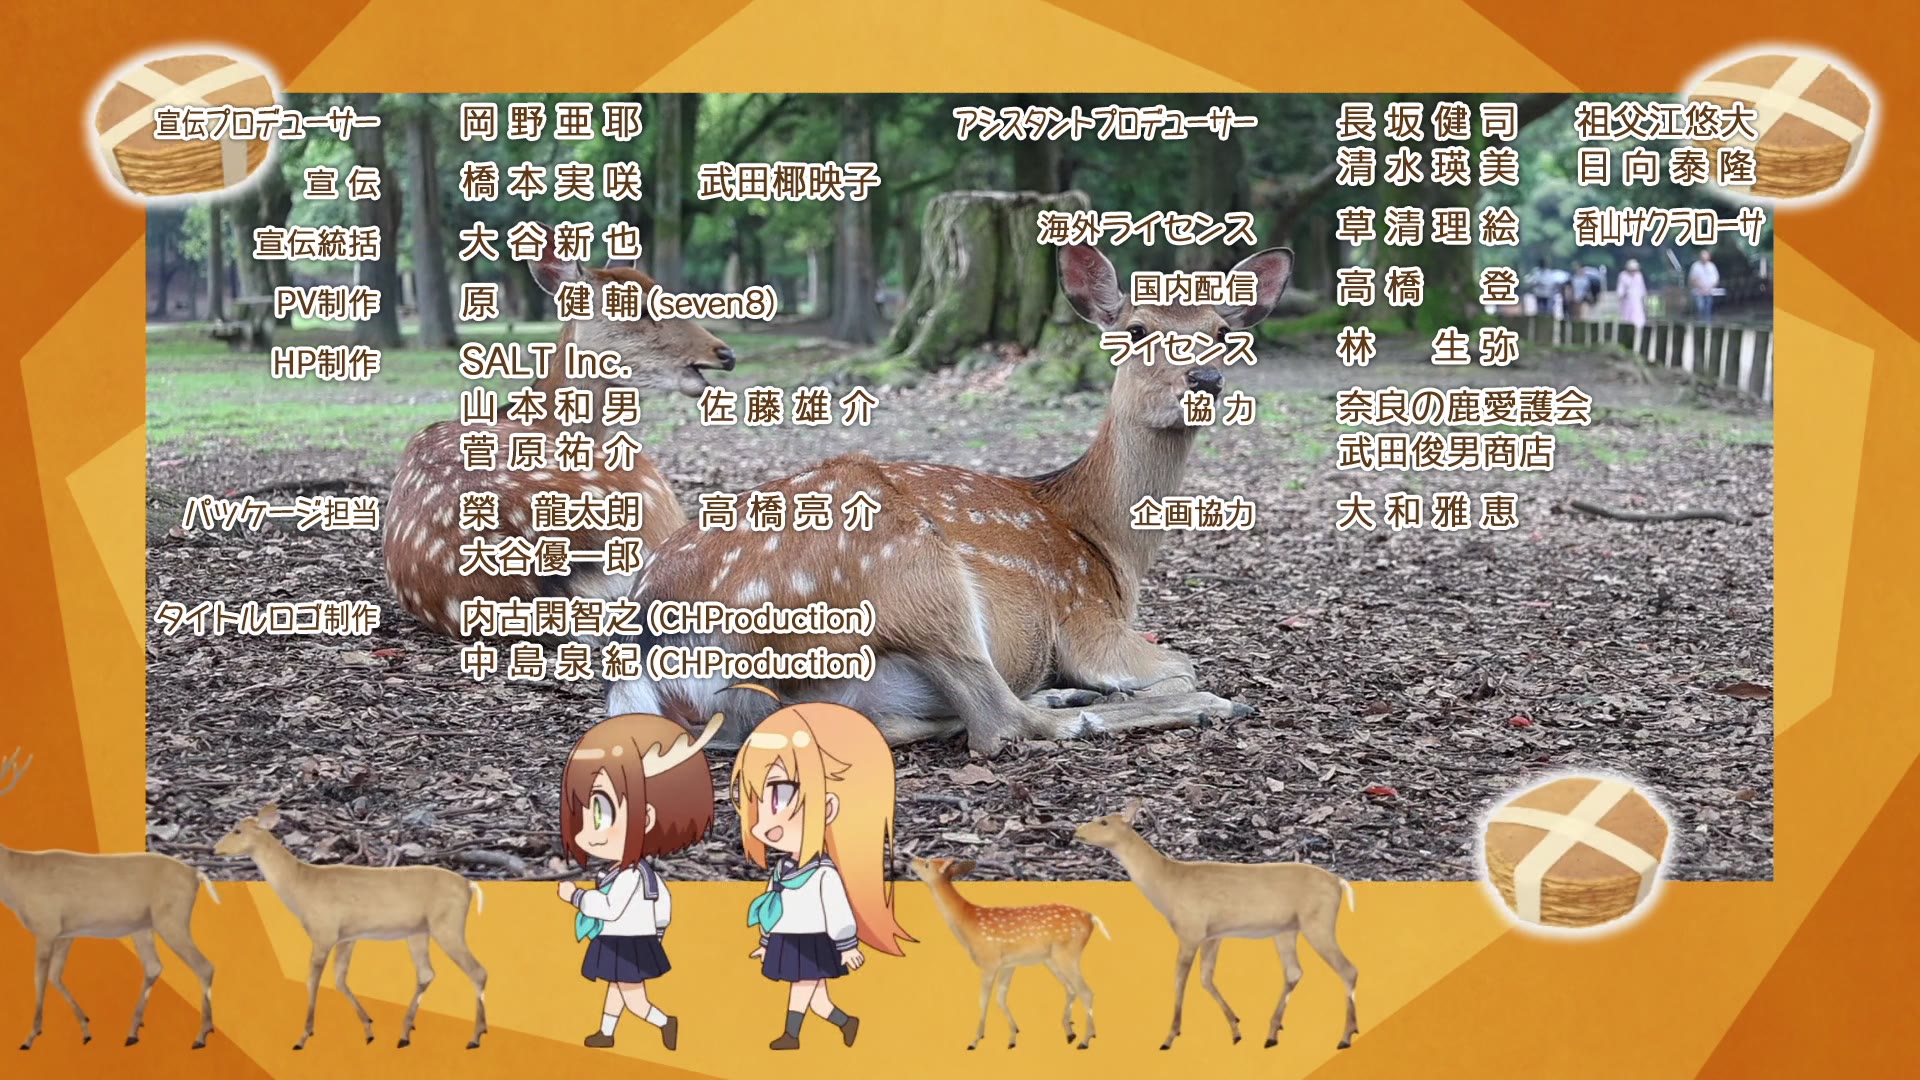 宣伝プロデューサー 岡野亜耶
宣伝 橋本実咲 武田椰映子
宣伝統括 大谷新也
PV制作 原 健輔(seven8)
HP制作 SALT Inc.
山本和男 佐藤雄介
菅原祐介
パッケージ担当 榮 龍太朗 高橋亮介
大谷優一郎
タイトルロゴ制作 内古閑智之(CHProduction)
中島泉紀(CHProduction)
アシスタントプロデューサー 長坂健司 祖父江悠大
清水瑛美 日向泰隆
海外ライセンス 草清理絵 香山サクラローサ
国内配信 高橋 登
ライセンス 林 生弥
協力 奈良の鹿愛護会
武田俊男商店
企画協力 大和雅恵